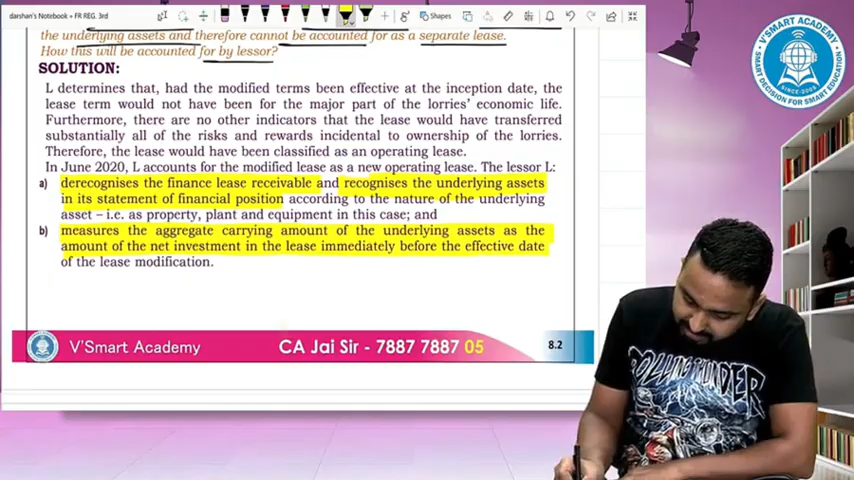 darshan's Notebook » FR REG. 3rd
Shapes
the underlying assets and therefore cannot be accounted for as a separate lease.
How this will be accounted for by lessor?
SOLUTION:
L determines that, had the modified terms been effective at the inception date, the
lease term would not have been for the major part of the lorries' economic life.
Furthermore, there are no other indicators that the lease would have transferred
substantially all of the risks and rewards incidental to ownership of the lorries.
Therefore, the lease would have been classified as an operating lease.
In June 2020, L accounts for the modified lease as a new operating lease. The lessor L:
a) derecognises the finance lease receivable and recognises the underlying assets
in its statement of financial position according to the nature of the underlying
asset – i.e. as property, plant and equipment in this case; and
b) measures the aggregate carrying amount of the underlying assets as the
amount of the net investment in the lease immediately before the effective date
of the lease modification.
V'Smart Academy
CA Jai Sir - 7887 7887 05
8.2
V'SMART ACADEMY
SMART DECISION FOR SMART EDUCATION